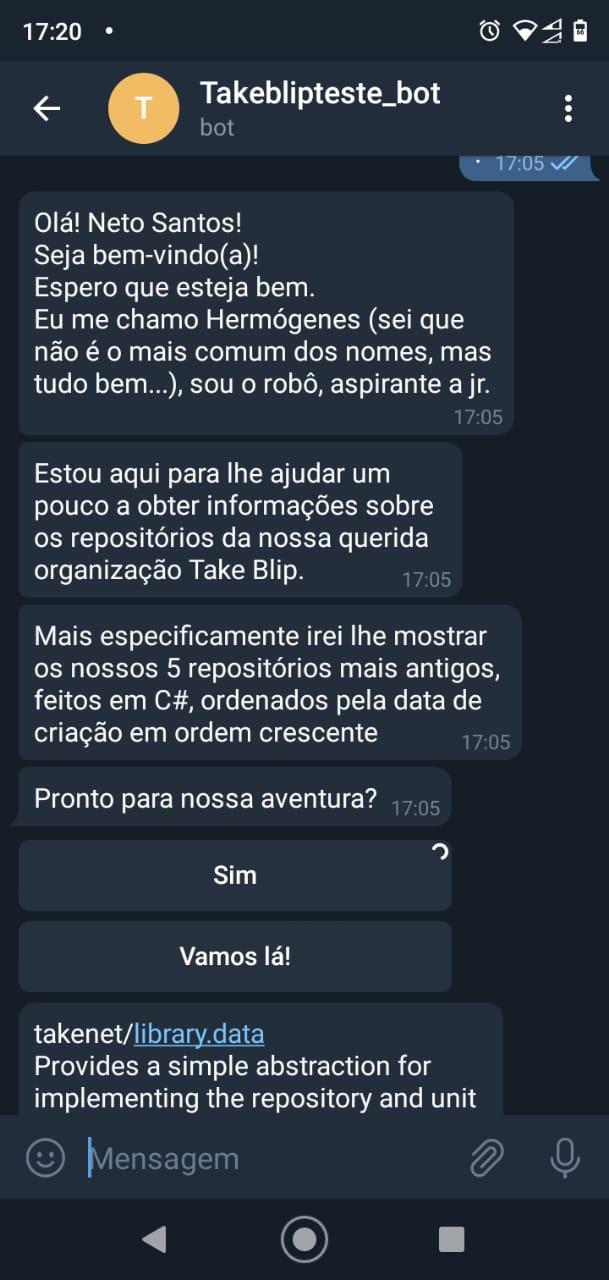 17:20
T
Takeblipteste_bot
bot
17:05
Olá! Neto Santos!
Seja bem-vindo(a)!
Espero que esteja bem.
Eu me chamo Hermógenes (sei que
não é o mais comum dos nomes, mas
tudo bem...), sou o robô, aspirante a jr.
17:05
Estou aqui para lhe ajudar um
pouco a obter informações sobre
os repositórios da nossa querida
organização Take Blip.
17:05
Mais especificamente irei lhe mostrar
os nossos 5 repositórios mais antigos,
feitos em C#, ordenados pela data de
criação em ordem crescente
17:05
Pronto para nossa aventura? 17:05
Sim
Vamos lá!
takenet/library.data
Provides a simple abstraction for
implementing the repository and unit
Mensagem